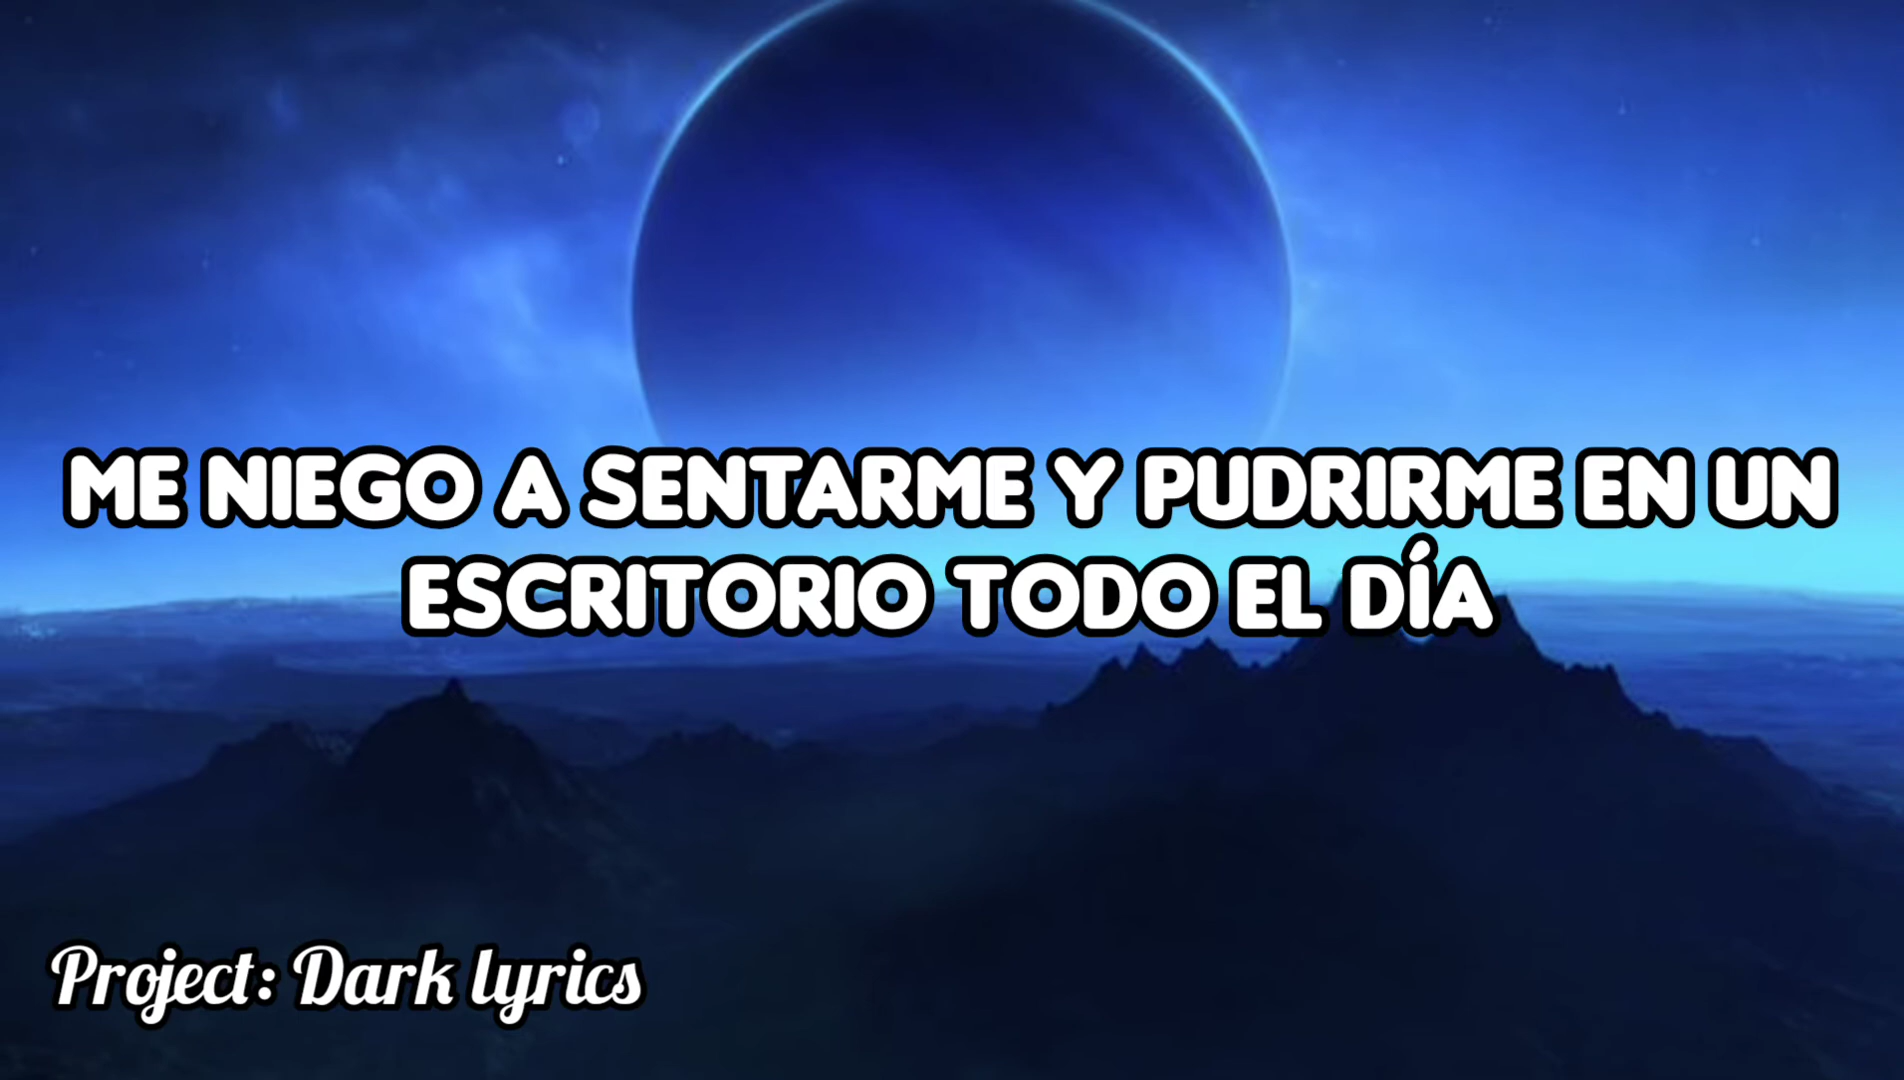 ME NIEGO A SENTARME Y PUDRIRME EN UN
ESCRITORIO TODO EL DÍA
Project: Dark lyrics